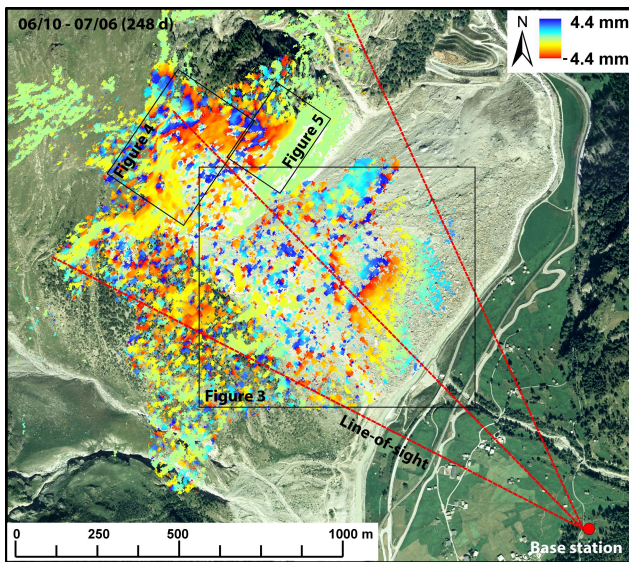 06/10 - 07/06 (248 d)
N
4.4 mm
-4.4 mm
Figure 4
Figure 5
Figure 3
Line-of-sight
Base station
0 250 500 1000 m